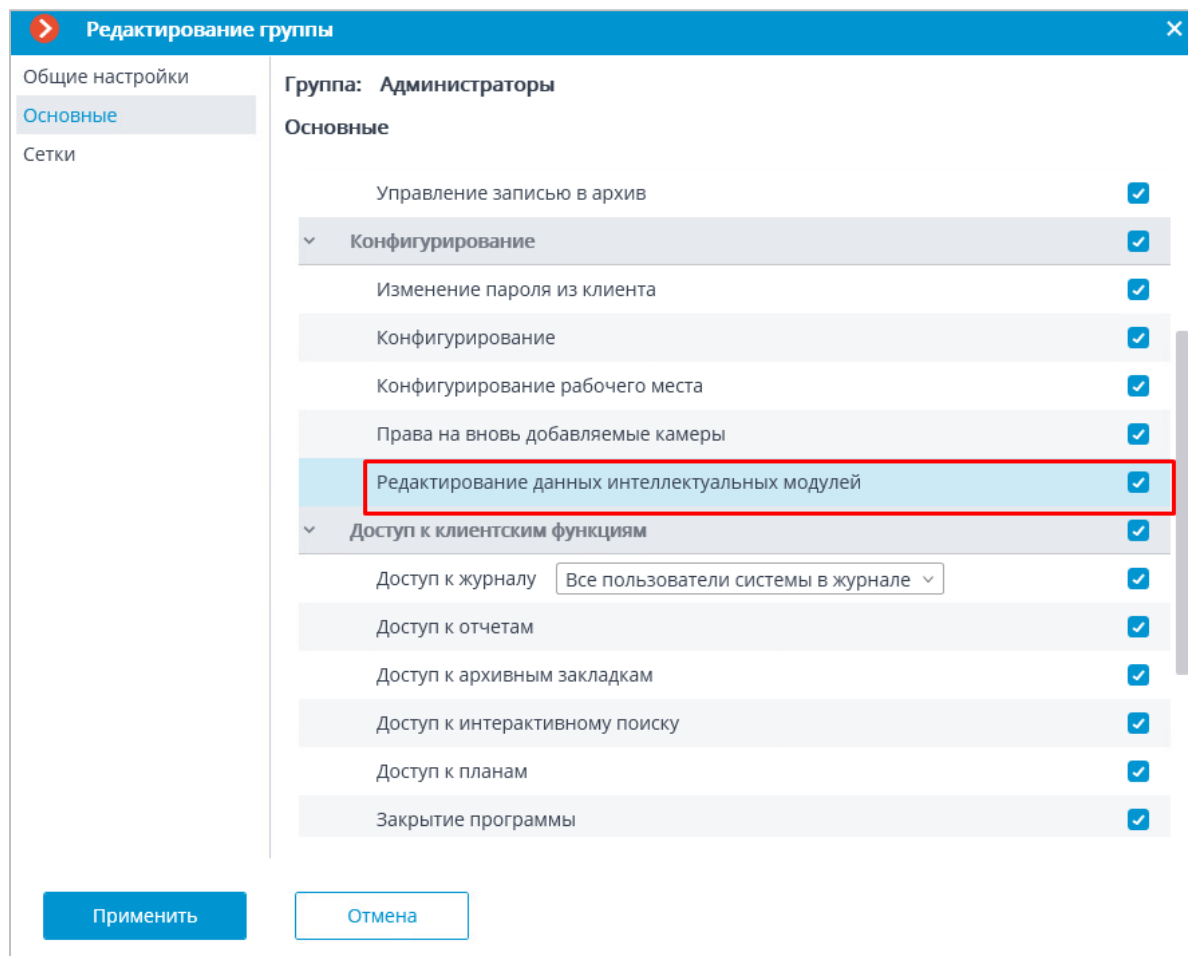 Редактирование группы
Общие настройки
Основные
Сетки
Группа: Администраторы
Основные
Управление записью в архив
Конфигурирование
Изменение пароля из клиента
Конфигурирование
Конфигурирование рабочего места
Права на вновь добавляемые камеры
Редактирование данных интеллектуальных модулей
Доступ к клиентским функциям
Доступ к журналу Все пользователи системы в журнале
Доступ к отчетам
Доступ к архивным закладкам
Доступ к интерактивному поиску
Доступ к планам
Закрытие программы
Применить Отмена